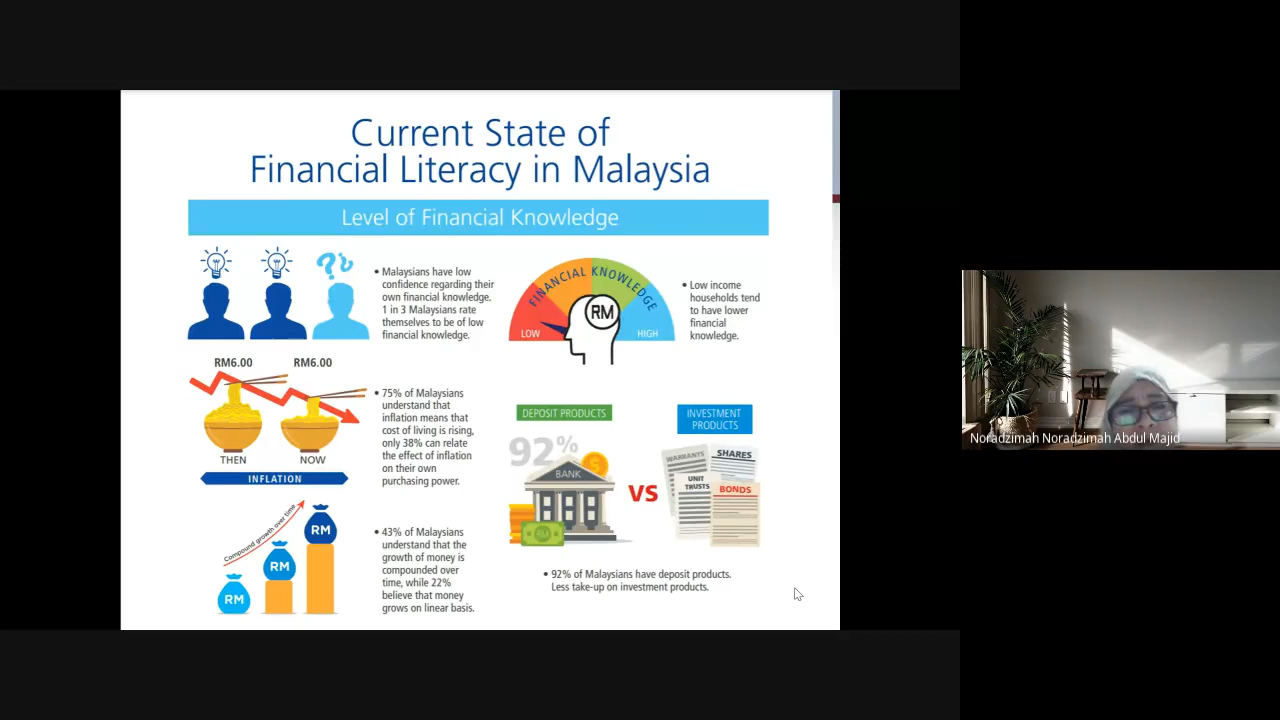 Current State of
Financial Literacy in Malaysia
Level of Financial Knowledge
• Malaysians have low
confidence regarding their
own financial knowledge.
1 in 3 Malaysians rate
themselves to be of low
financial knowledge.
FINANCIAL KNOWLEDGE
RM
LOW
HIGH
• Low income
households tend
to have lower
financial
knowledge.
RM6.00
RM6.00
THEN
NOW
INFLATION
• 75% of Malaysians
understand that
inflation means that
cost of living is rising,
only 38% can relate
the effect of inflation
on their own
purchasing power.
Compound growth over time
RM
RM
RM
• 43% of Malaysians
understand that the
growth of money is
compounded over
time, while 22%
believe that money
grows on linear basis.
DEPOSIT PRODUCTS
92%
BANK
RM
VS
INVESTMENT
PRODUCTS
WARRANTS
SHARES
UNIT
TRUSTS
BONDS
• 92% of Malaysians have deposit products.
Less take-up on investment products.
Noradzimah Noradzimah Abdul Majid